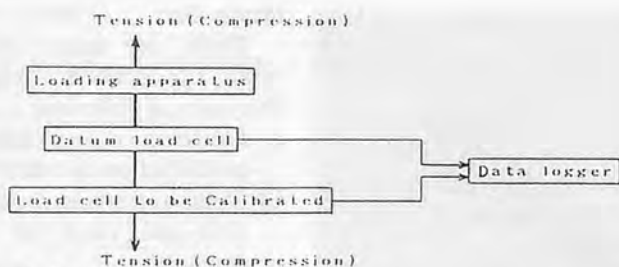 Tension (Compression)
Loading apparatus
Datum load cell
Data logger
Load cell to be Calibrated
Tension (Compression)